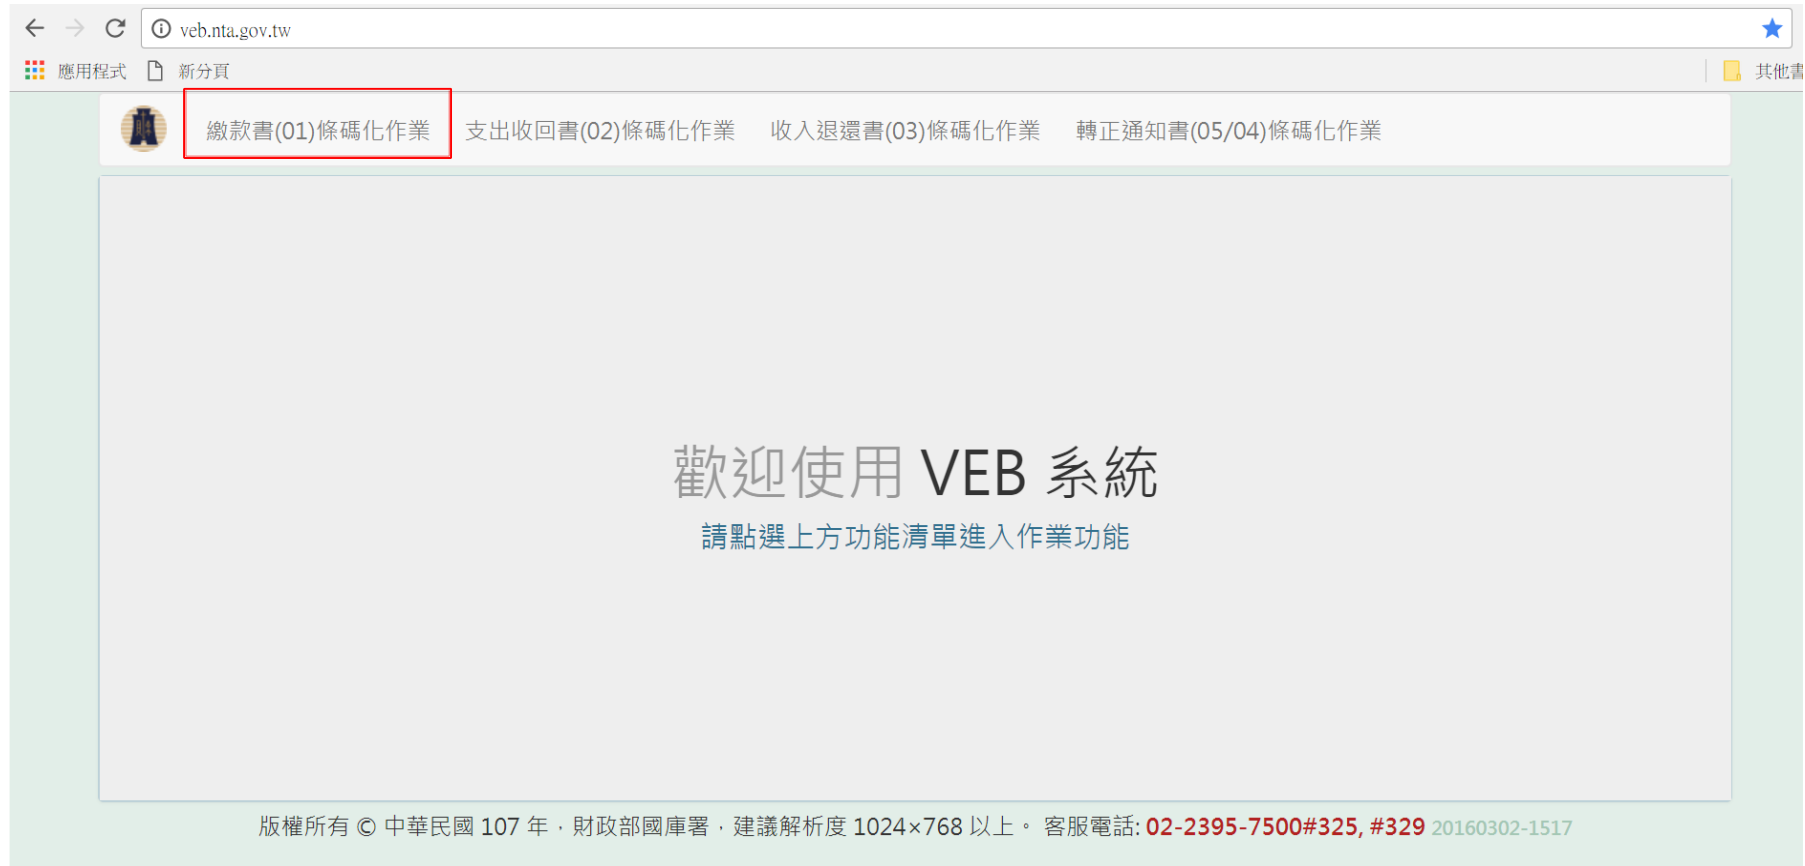 veb.nta.gov.tw
應用程式 新分頁 其他書
繳款書(01)條碼化作業 支出收回書(02)條碼化作業 收入退還書(03)條碼化作業 轉正通知書(05/04)條碼化作業
歡迎使用 VEB 系統
請點選上方功能清單進入作業功能
版權所有 © 中華民國 107 年，財政部國庫署，建議解析度 1024×768 以上。 客服電話: 02-2395-7500#325, #329 20160302-1517